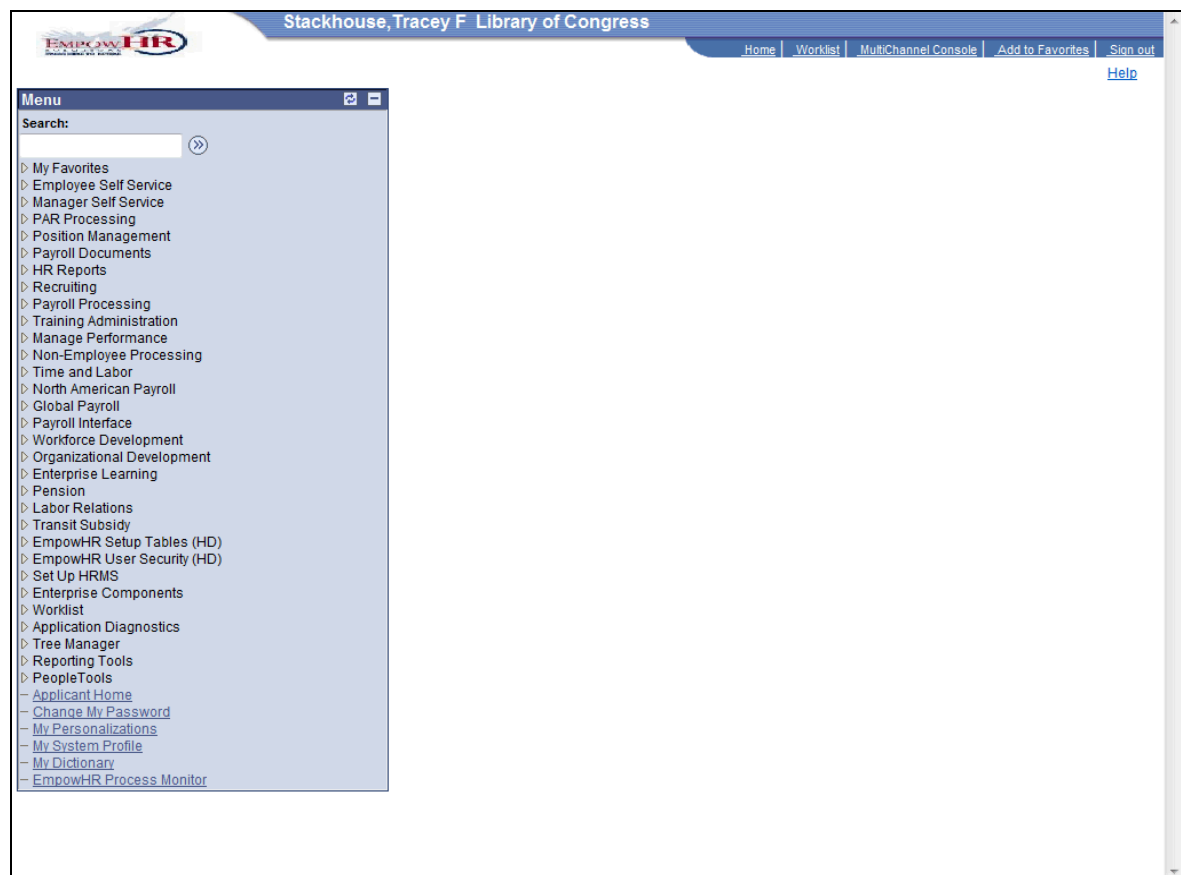 Stackhouse,Tracey F Library of Congress
EMPOWHR
Home Worklist MultiChannel Console Add to Favorites Sign out
Help
Menu
Search:
My Favorites
Employee Self Service
Manager Self Service
PAR Processing
Position Management
Payroll Documents
HR Reports
Recruiting
Payroll Processing
Training Administration
Manage Performance
Non-Employee Processing
Time and Labor
North American Payroll
Global Payroll
Payroll Interface
Workforce Development
Organizational Development
Enterprise Learning
Pension
Labor Relations
Transit Subsidy
EmpowHR Setup Tables (HD)
EmpowHR User Security (HD)
Set Up HRMS
Enterprise Components
Worklist
Application Diagnostics
Tree Manager
Reporting Tools
PeopleTools
Applicant Home
Change My Password
My Personalizations
My System Profile
My Dictionary
EmpowHR Process Monitor